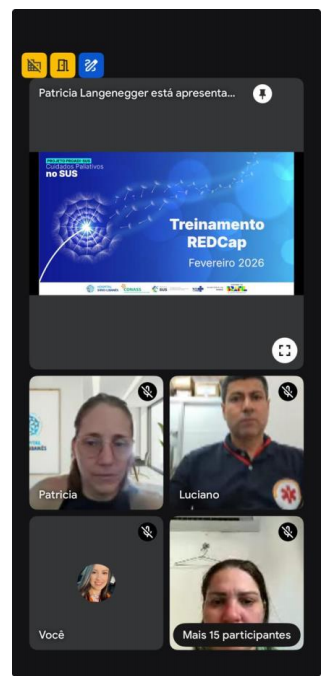 Patricia Langenegger está apresenta...
PROJETO PROADI-SUS
Cuidados Paliativos
no SUS
Treinamento
REDCap
Fevereiro 2026
CONASS
SUS
Patricia
Luciano
Você
Mais 15 participantes